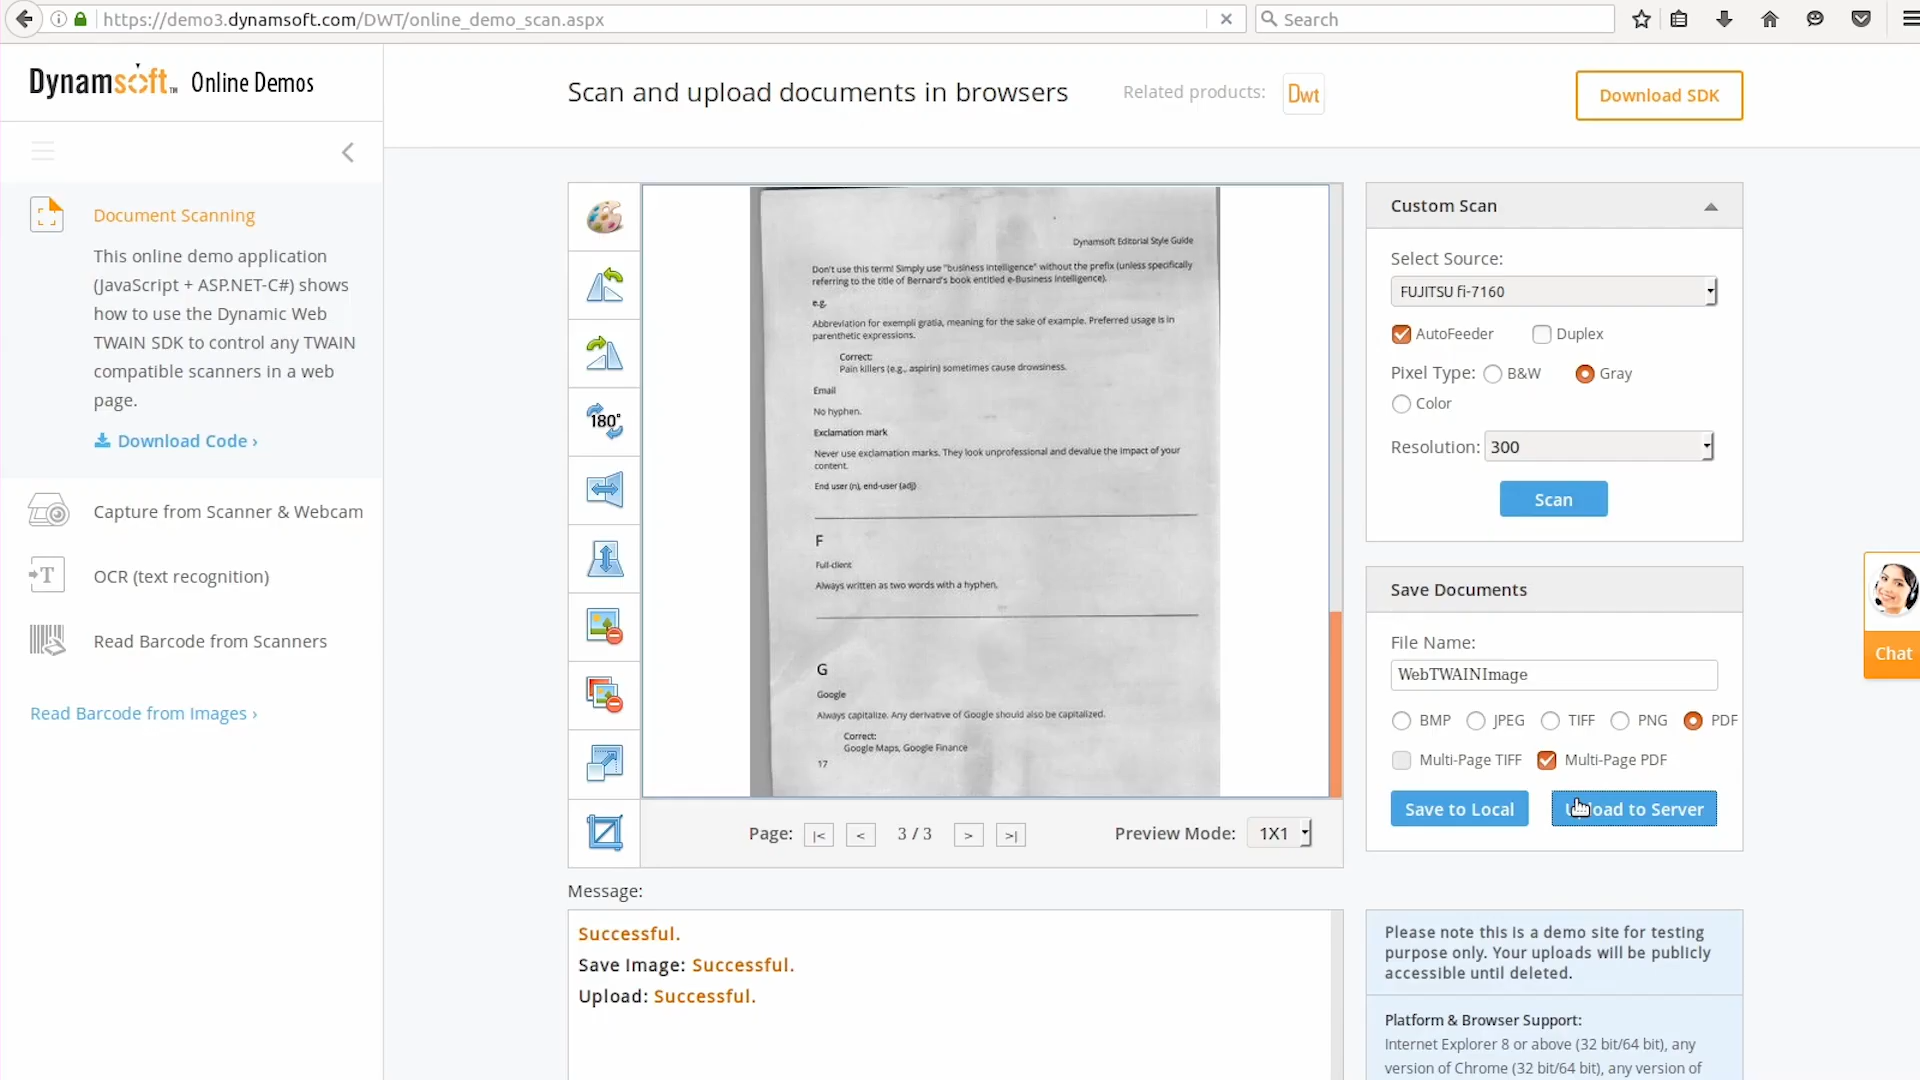 https://demo3.dynamsoft.com/DWT/online_demo_scan.aspx
Search
Dynamsoft™ Online Demos
Scan and upload documents in browsers
Related products:
Dwt
Download SDK
Document Scanning
This online demo application
(JavaScript + ASP.NET-C#) shows
how to use the Dynamic Web
TWAIN SDK to control any TWAIN
compatible scanners in a web
page.
Download Code ›
Capture from Scanner & Webcam
OCR (text recognition)
Read Barcode from Scanners
Read Barcode from Images ›
180°
Dynamsoft Editorial Style Guide
Don't use this term! Simply use "business intelligence" without the prefix (unless specifically
referring to the title of Bernard's book entitled e-Business Intelligence).
e.g.
Abbreviation for exempli gratia, meaning for the sake of example. Preferred usage is in
parenthetic expressions.
Correct:
Pain killers (e.g., aspirin) sometimes cause drowsiness.
Email
No hyphen.
Exclamation mark
Never use exclamation marks. They look unprofessional and devalue the impact of your
content.
End user (n), end-user (adj)
F
Full-client
Always written as two words with a hyphen.
G
Google
Always capitalize. Any derivative of Google should also be capitalized.
Correct:
Google Maps, Google Finance
17
Page: |< < 3 / 3 > >|
Preview Mode: 1X1
Message:
Successful.
Save Image: Successful.
Upload: Successful.
Custom Scan
Select Source:
FUJITSU fi-7160
AutoFeeder Duplex
Pixel Type: B&W Gray
Color
Resolution: 300
Scan
Save Documents
File Name:
WebTWAINImage
BMP JPEG TIFF PNG PDF
Multi-Page TIFF Multi-Page PDF
Save to Local
load to Server
Please note this is a demo site for testing
purpose only. Your uploads will be publicly
accessible until deleted.
Platform & Browser Support:
Internet Explorer 8 or above (32 bit/64 bit), any
version of Chrome (32 bit/64 bit), any version of
Chat